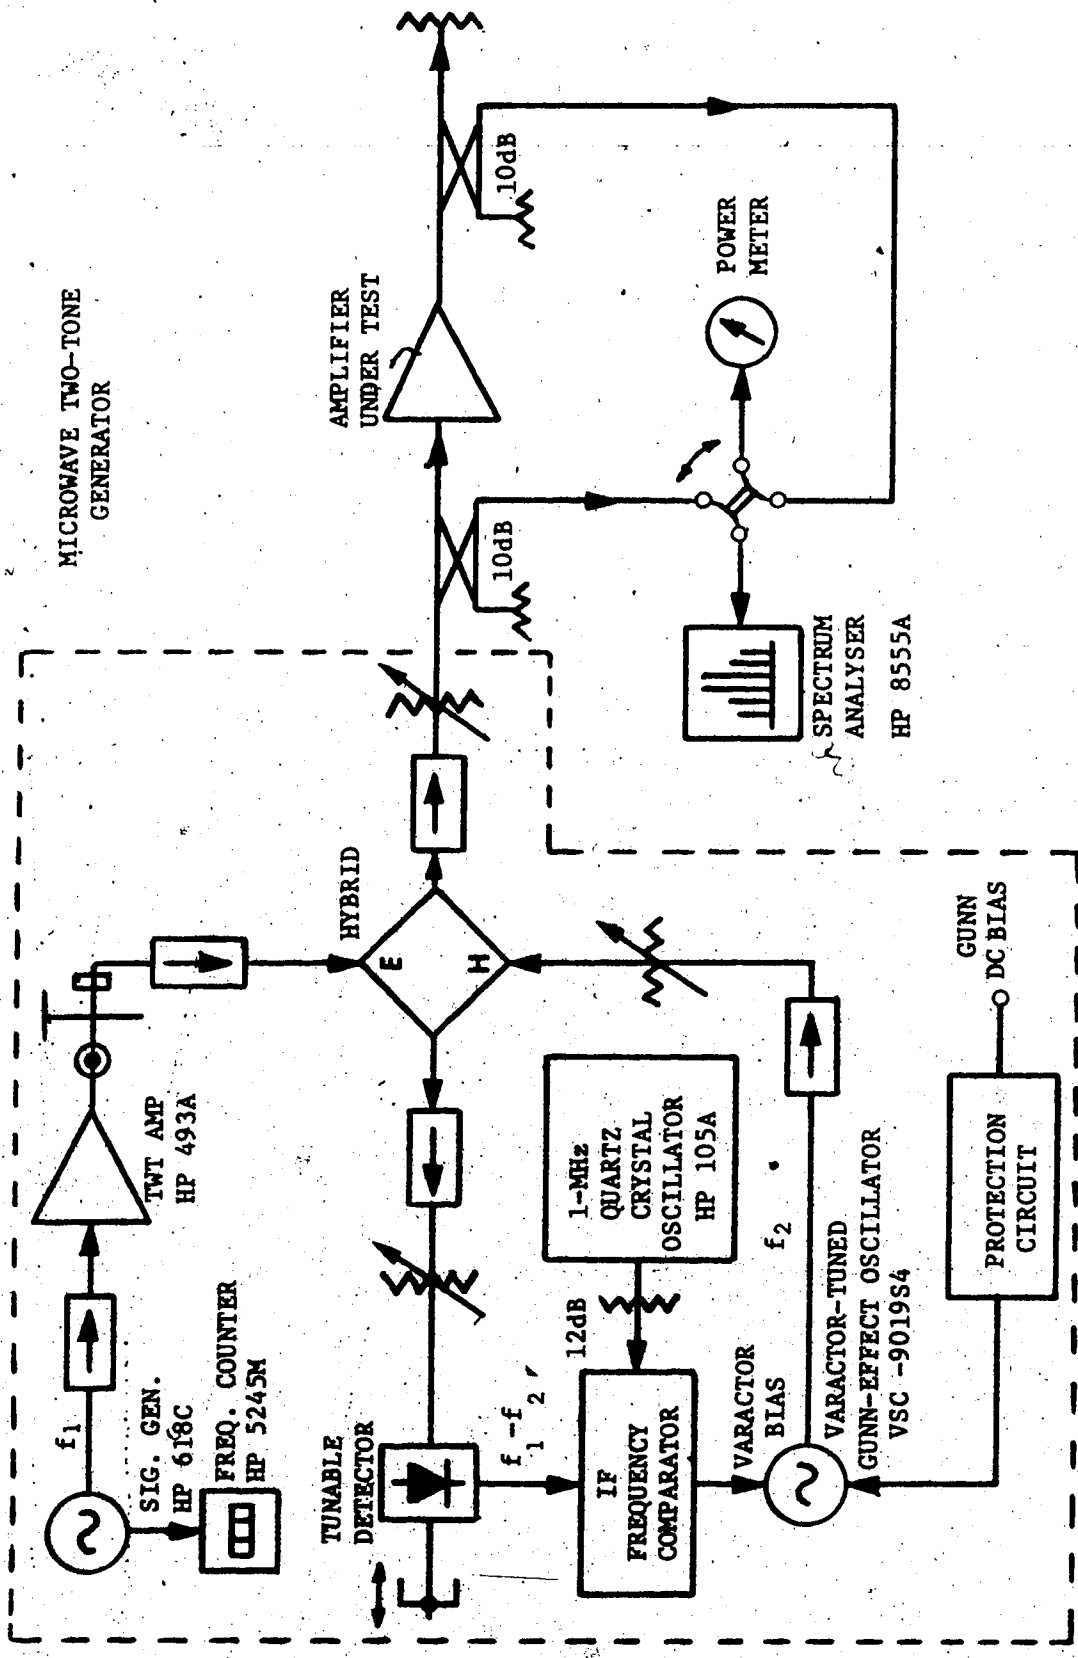 MICROWAVE TWO-TONE
GENERATOR
f1
SIG. GEN.
HP 618C
FREQ. COUNTER
HP 5245M
TWT AMP
HP 493A
HYBRID
E
H
AMPLIFIER
UNDER TEST
10dB
10dB
POWER
METER
SPECTRUM
ANALYSER
HP 8555A
TUNABLE
DETECTOR
f1-f2
12dB
1-MHz
QUARTZ
CRYSTAL
OSCILLATOR
HP 105A
IF
FREQUENCY
COMPARATOR
VARACTOR
BIAS
f2
VARACTOR-TUNED
GUNN-EFFECT OSCILLATOR
VSC -9019S4
PROTECTION
CIRCUIT
GUNN
DC BIAS